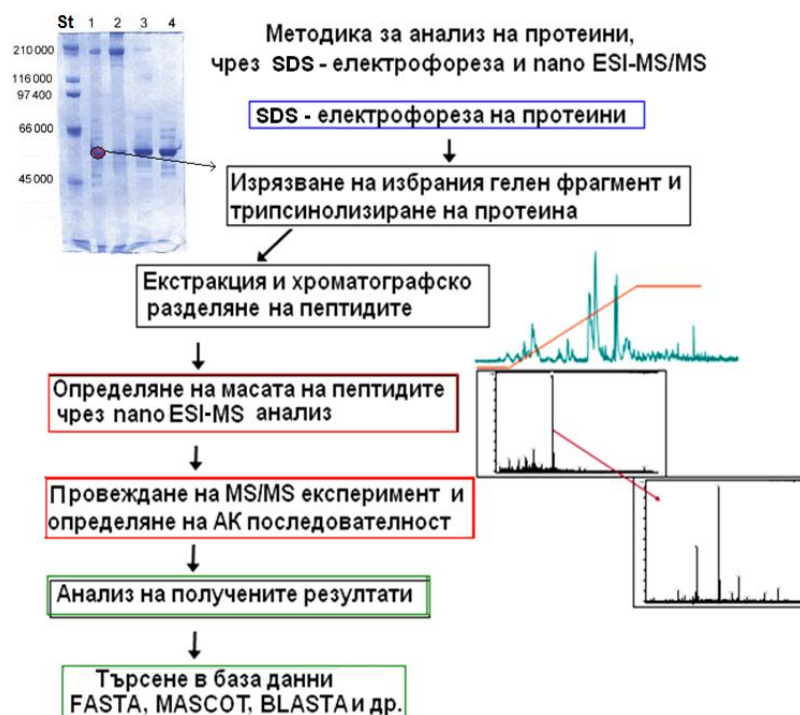 St 1 2 3 4
210 000
116 000
97 400
66 000
45 000
Методика за анализ на протеини,
чрез SDS - електрофореза и nano ESI-MS/MS
SDS - електрофореза на протеини
Изрязване на избрания гелен фрагмент и
трипсинолизиране на протеина
Екстракция и хроматографско
разделяне на пептидите
Определяне на масата на пептидите
чрез nano ESI-MS анализ
Провеждане на MS/MS експеримент и
определяне на АК последователност
Анализ на получените резултати
Търсене в база данни
FASTA, MASCOT, BLASTA и др.